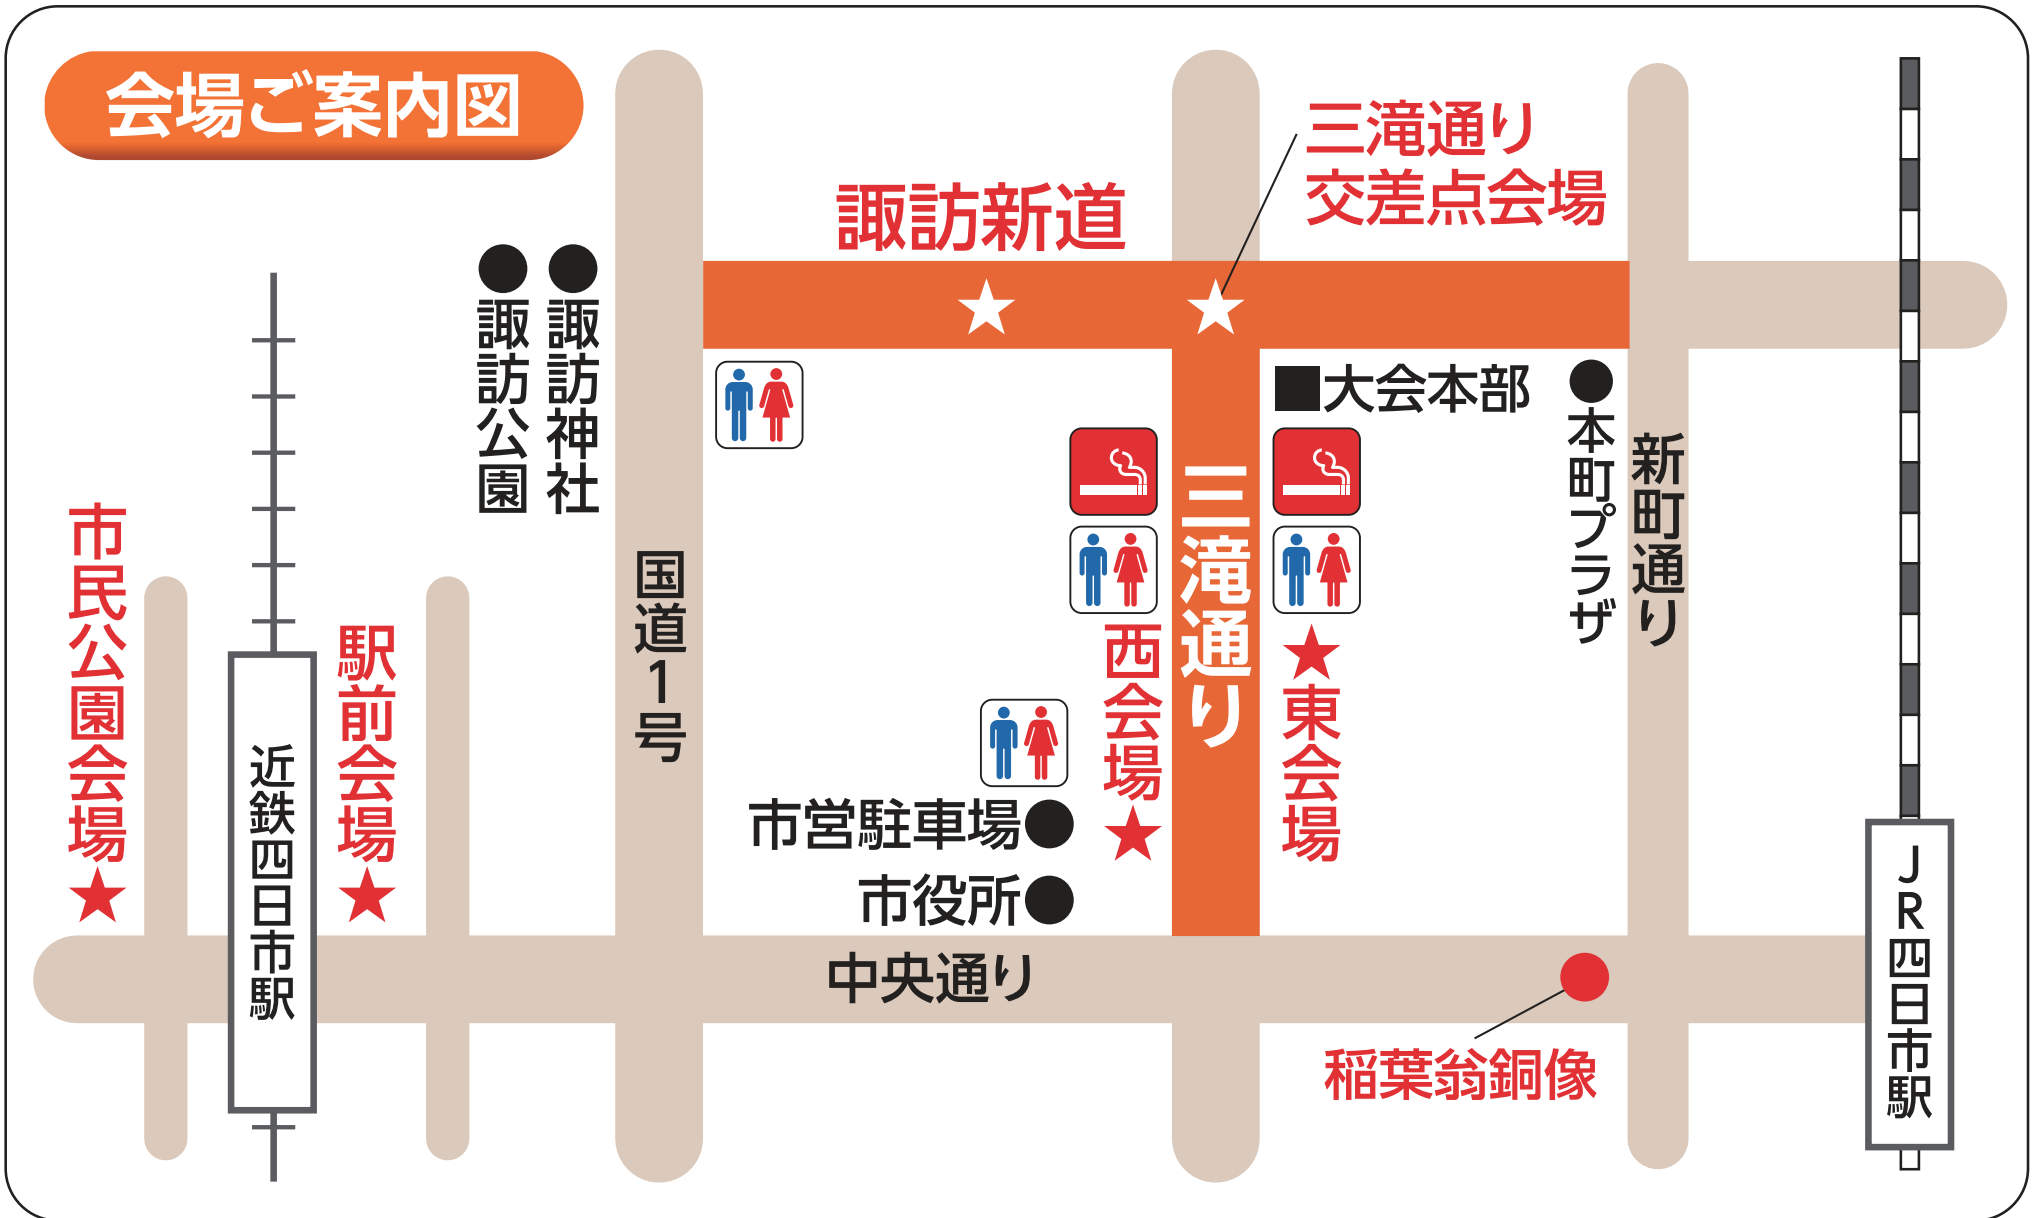 会場ご案内図
三滝通り
交差点会場
諏訪新道
●諏訪神社
●諏訪公園
■大会本部
●本町プラザ
新町通り
三滝通り
国道1号
市民公園会場★
駅前会場★
近鉄四日市駅
西会場★
★東会場
市営駐車場●
市役所●
中央通り
JR四日市駅
稲葉翁銅像